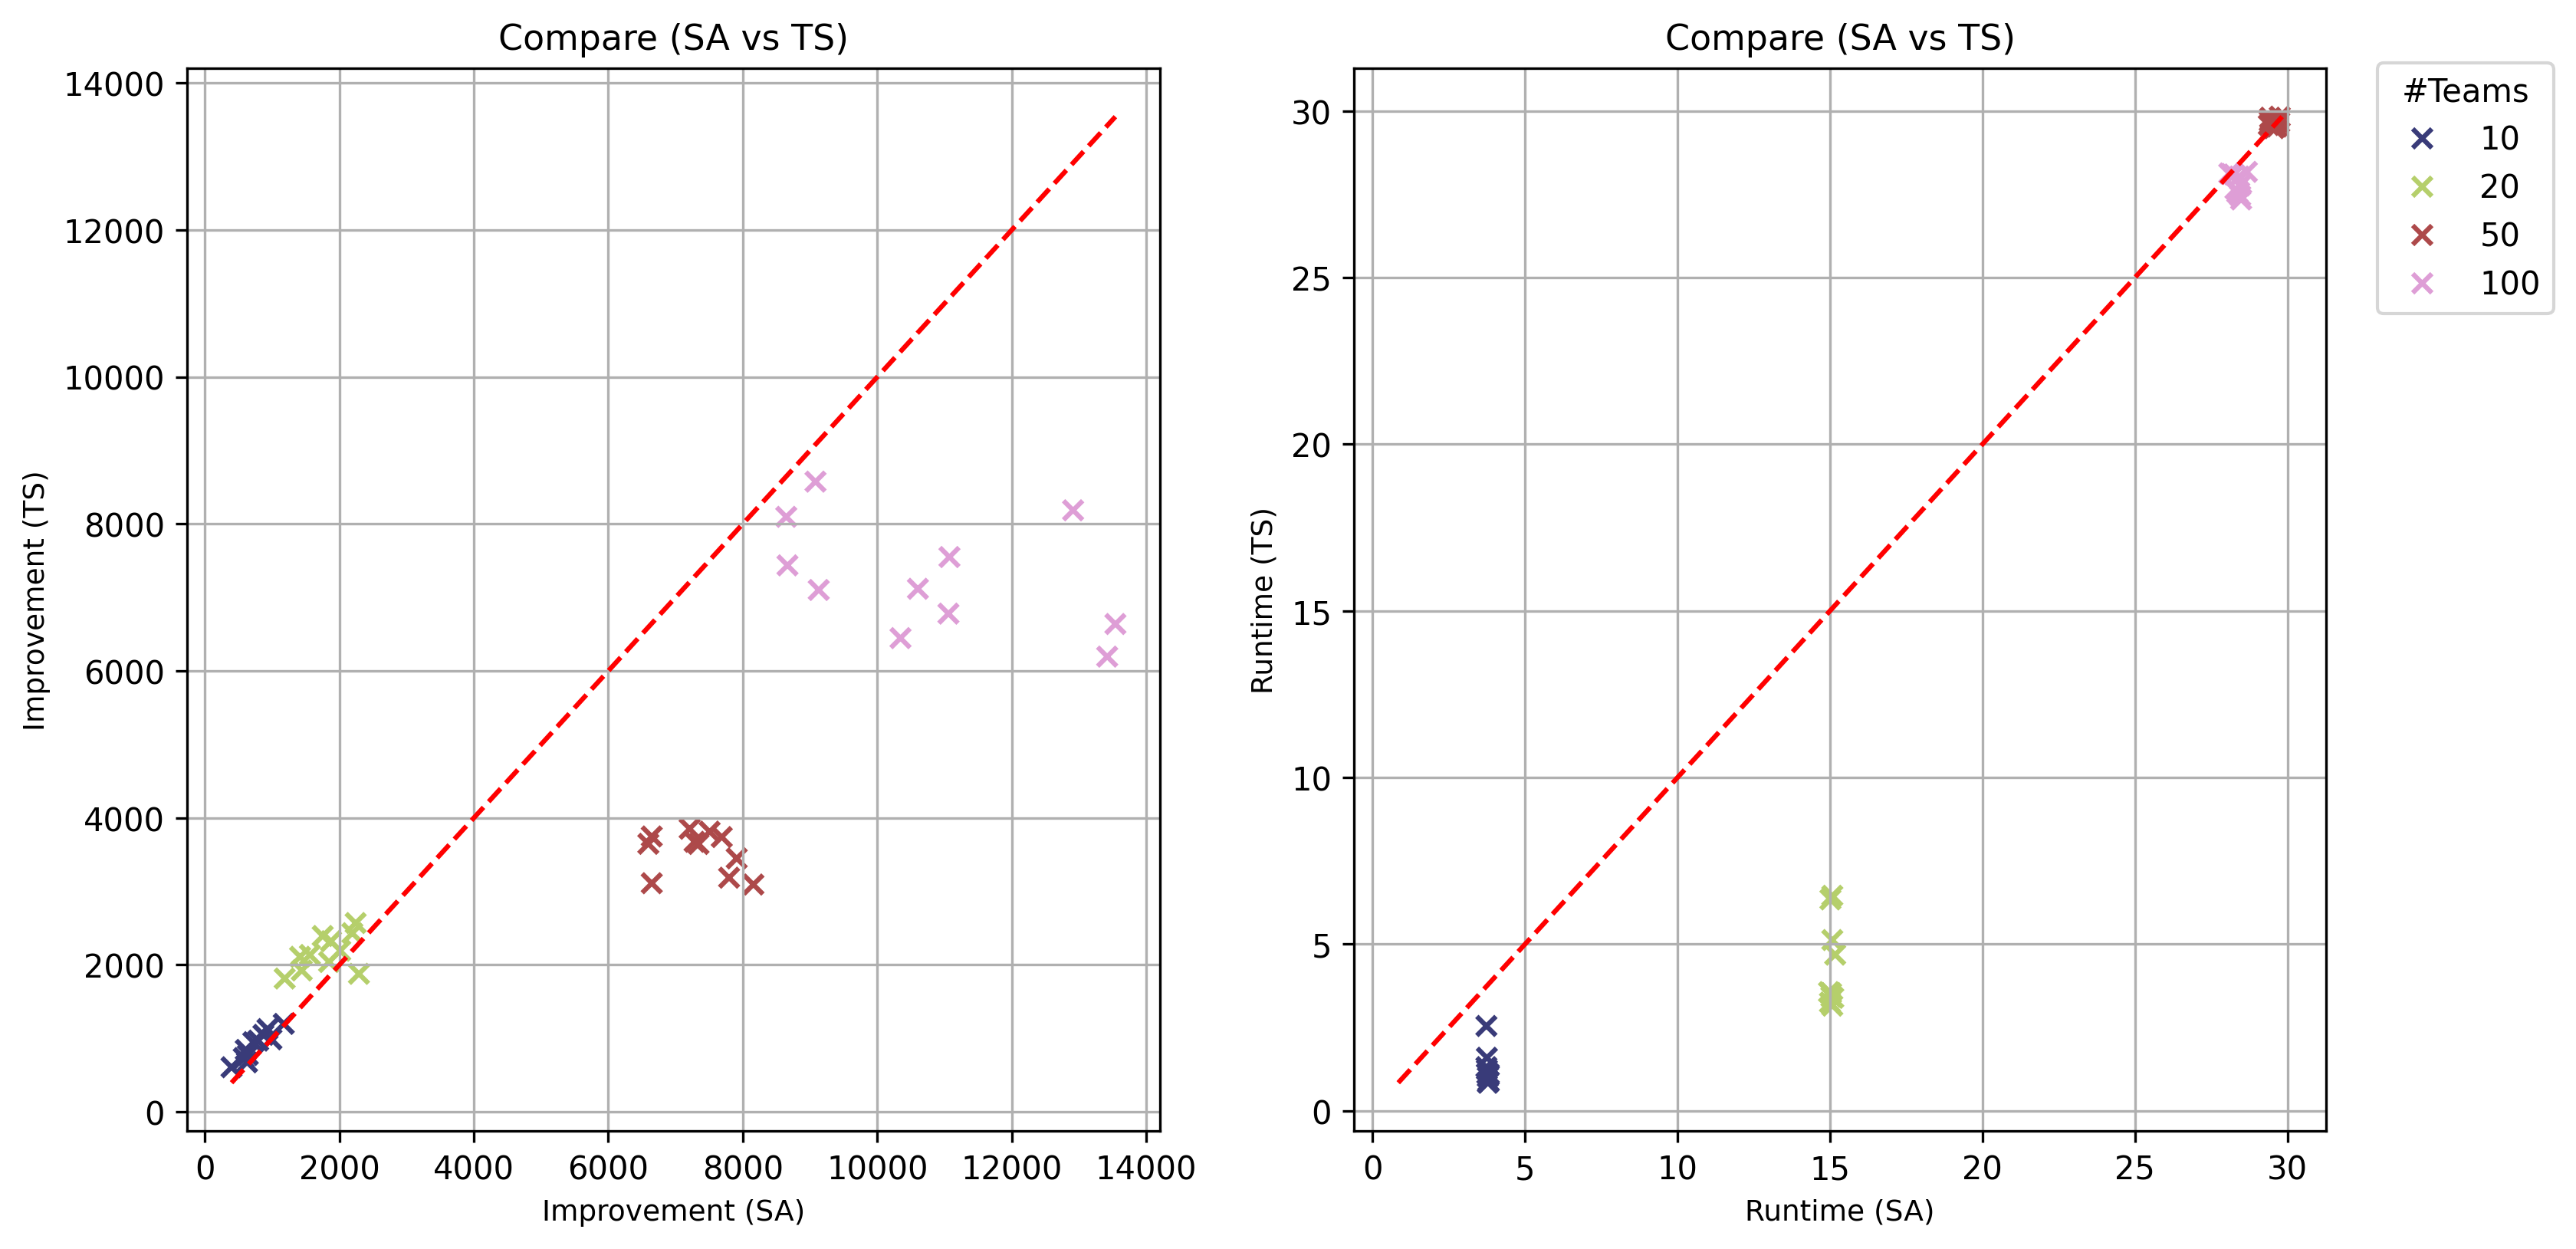 Compare (SA vs TS)
14000
12000
10000
8000
6000
4000
2000
0
Improvement (TS)
0 2000 4000 6000 8000 10000 12000 14000
Improvement (SA)
Compare (SA vs TS)
30
25
20
15
10
5
0
Runtime (TS)
0 5 10 15 20 25 30
Runtime (SA)
#Teams
10
20
50
100